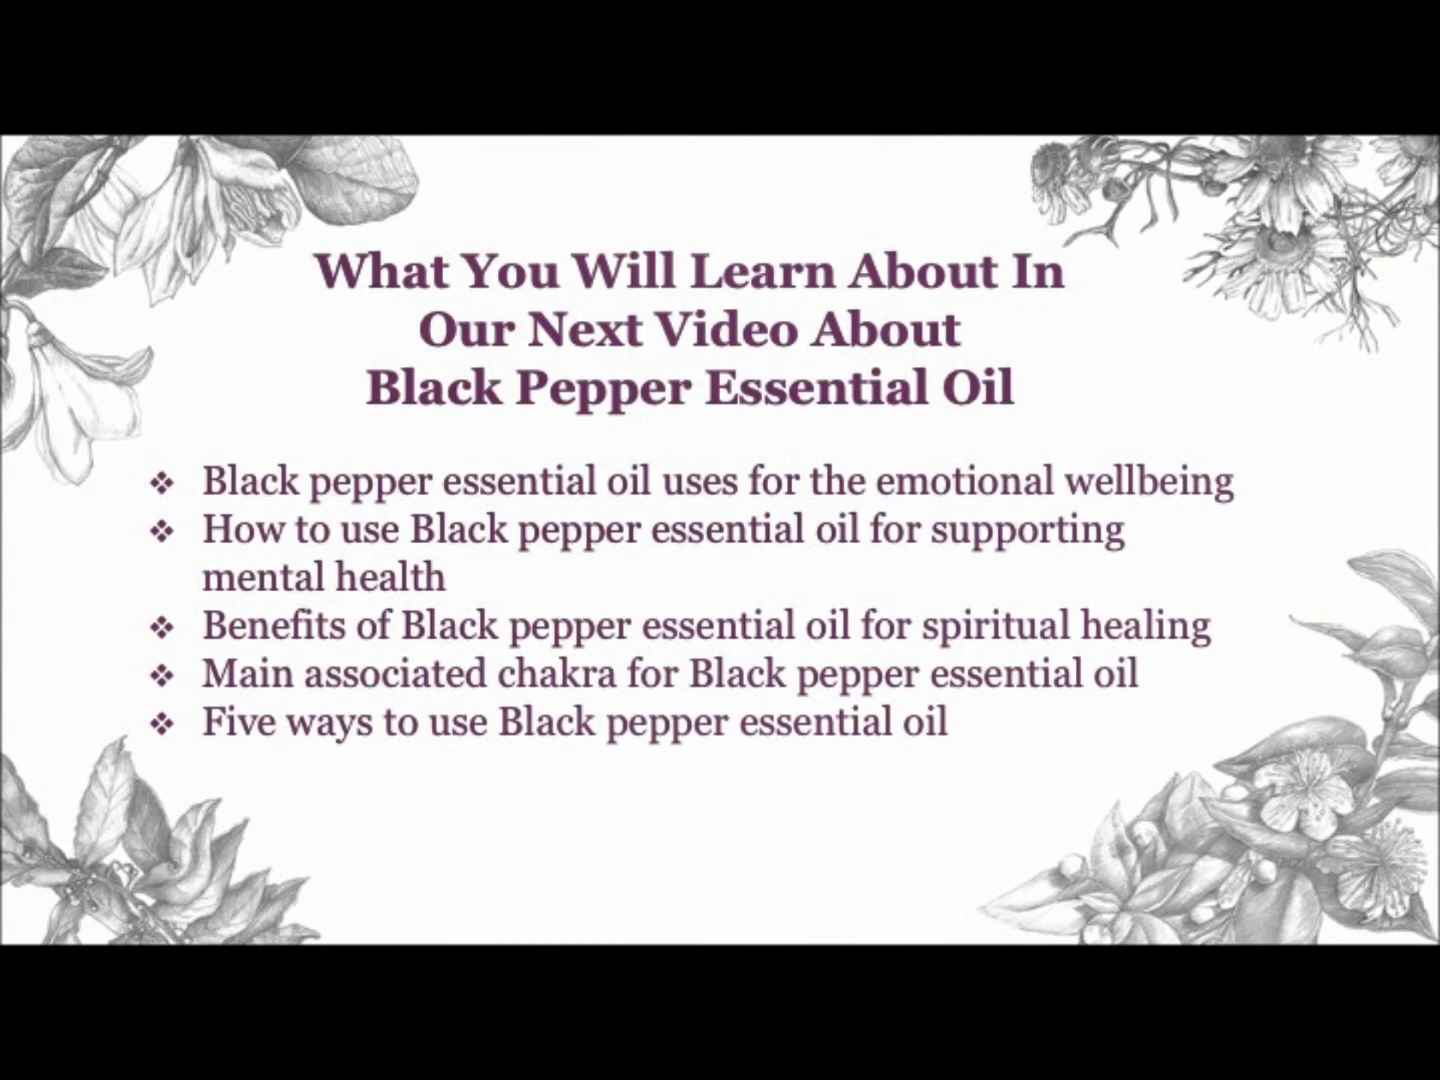 What You Will Learn About In
Our Next Video About
Black Pepper Essential Oil
❖ Black pepper essential oil uses for the emotional wellbeing
❖ How to use Black pepper essential oil for supporting
mental health
❖ Benefits of Black pepper essential oil for spiritual healing
❖ Main associated chakra for Black pepper essential oil
❖ Five ways to use Black pepper essential oil